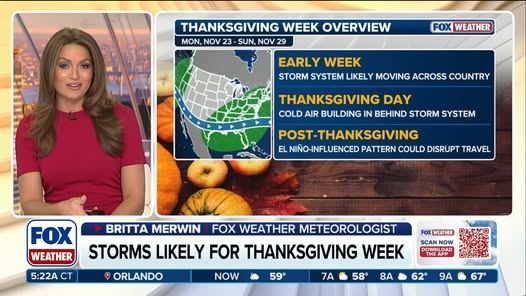 THANKSGIVING WEEK OVERVIEW
FOX WEATHER
MON, NOV 23 - SUN, NOV 29
EARLY WEEK
STORM SYSTEM LIKELY MOVING ACROSS COUNTRY
THANKSGIVING DAY
COLD AIR BUILDING IN BEHIND STORM SYSTEM
POST-THANKSGIVING
EL NIÑO-INFLUENCED PATTERN COULD DISRUPT TRAVEL
BRITTA MERWIN | FOX WEATHER METEOROLOGIST
FOX
WEATHER
STORMS LIKELY FOR THANKSGIVING WEEK
FOX
WEATHER
SCAN NOW
DOWNLOAD
THE APP
5:22A CT
ORLANDO
NOW 59°
7A 58°
12P 62°
2P 60°